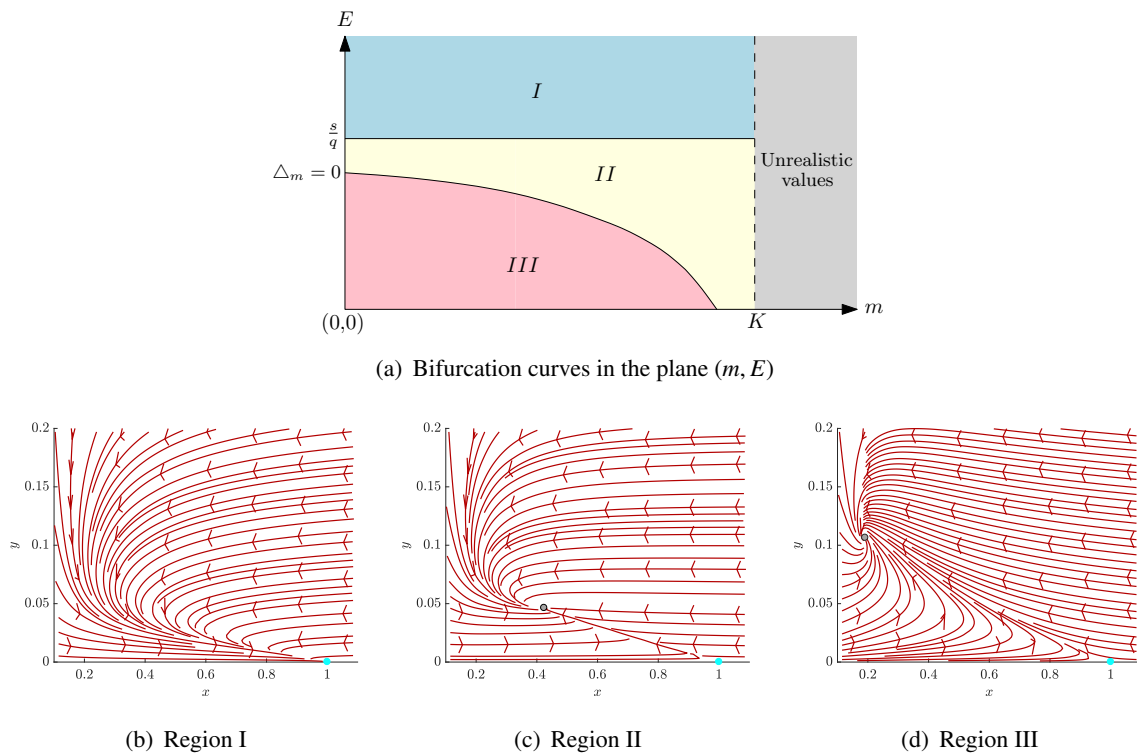 E
I
s/q
△ₘ = 0
II
Unrealistic
values
III
(0,0)
K
m
(a) Bifurcation curves in the plane (m, E)
0.2
0.15
0.1
0.05
0
y
0.2 0.4 0.6 0.8 1
x
(b) Region I
0.2
0.15
0.1
0.05
0
y
0.2 0.4 0.6 0.8 1
x
(c) Region II
0.2
0.15
0.1
0.05
0
y
0.2 0.4 0.6 0.8 1
x
(d) Region III